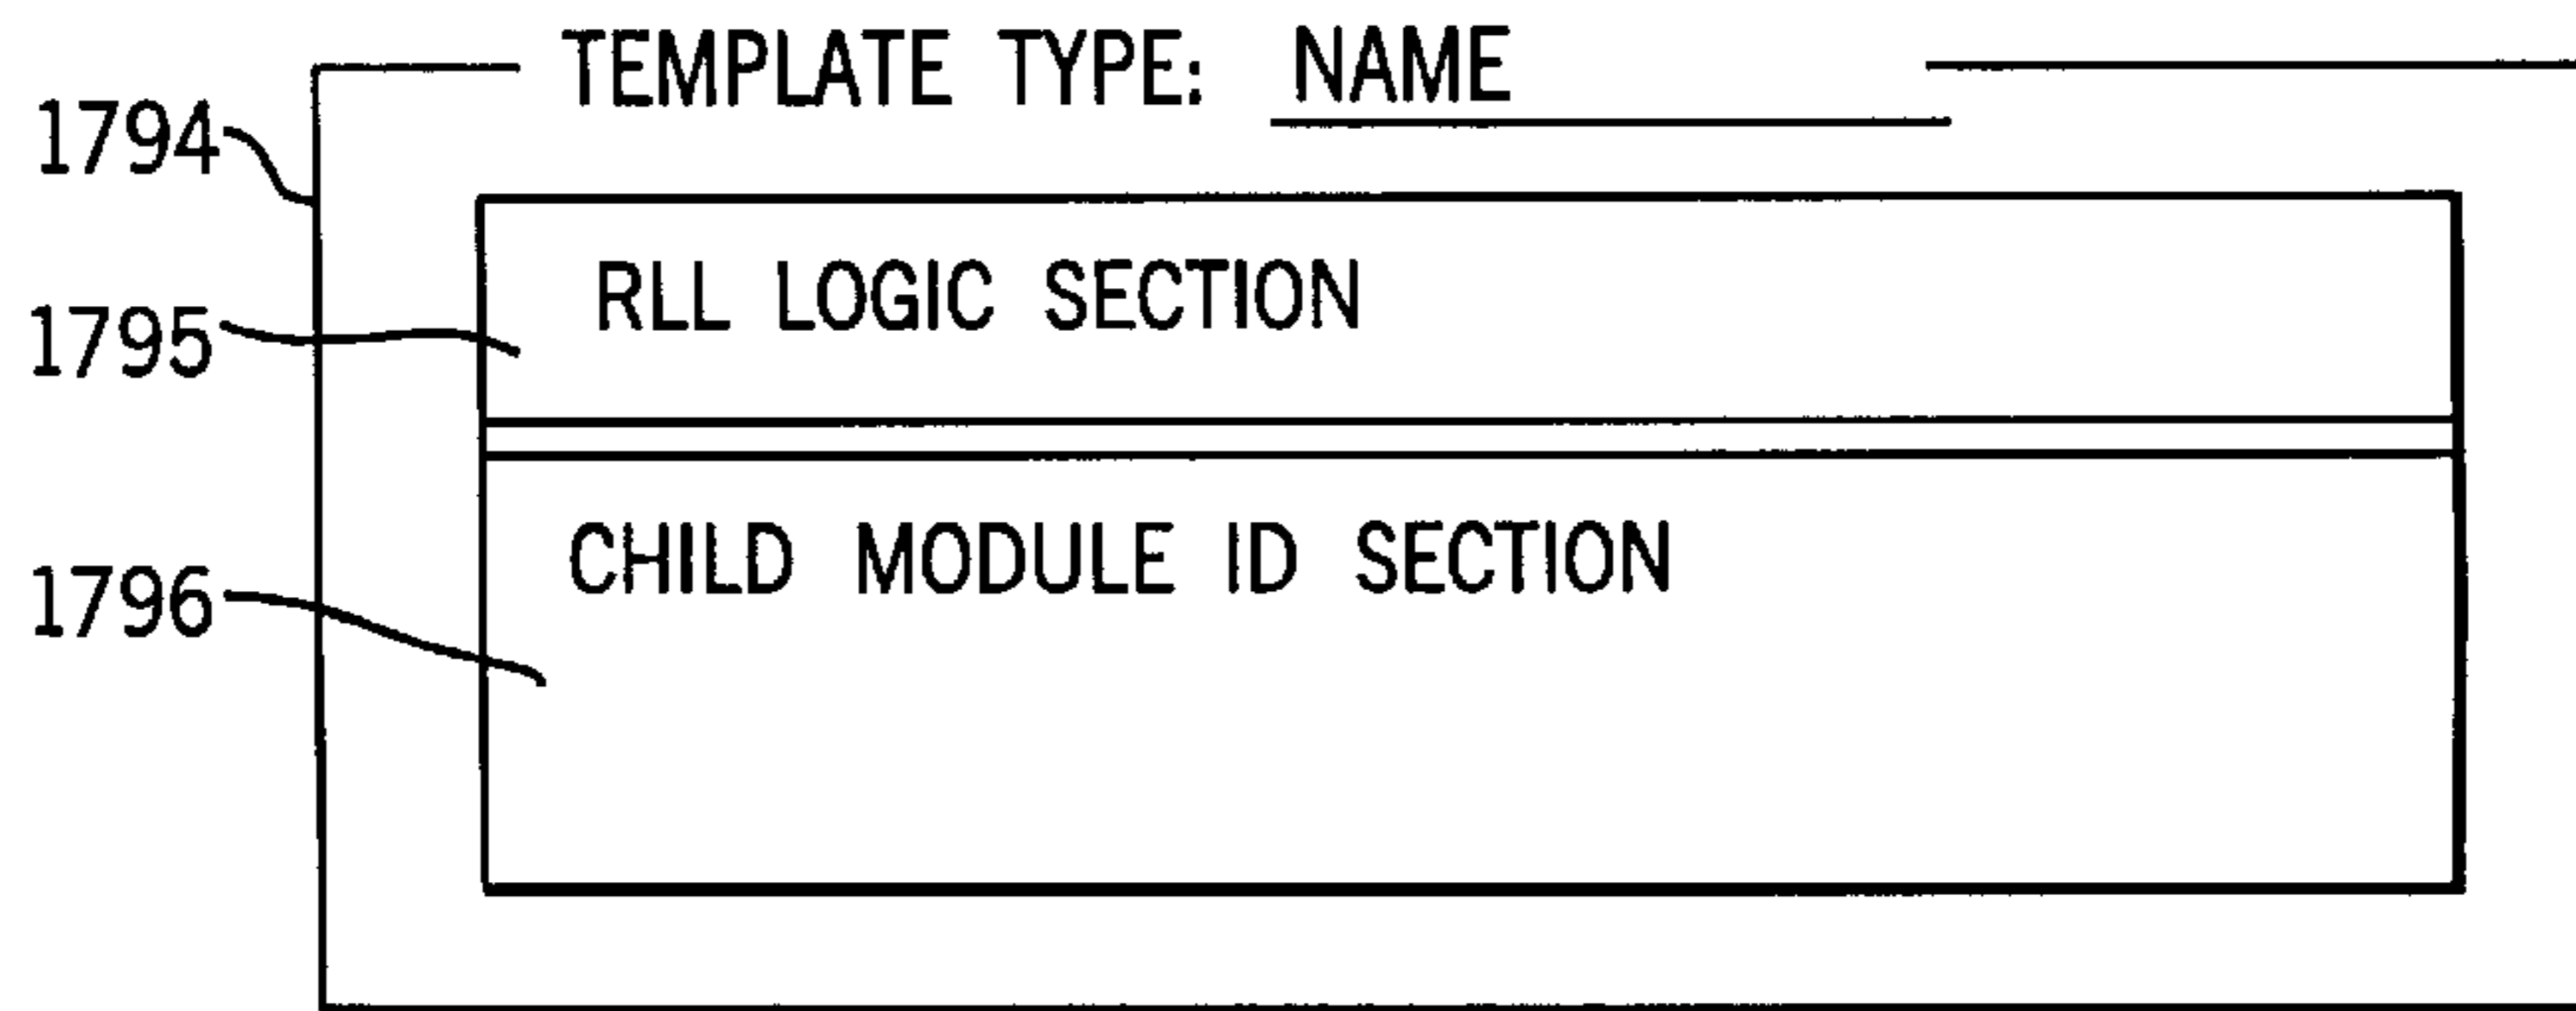 TEMPLATE TYPE: NAME
1794
1795 RLL LOGIC SECTION
1796 CHILD MODULE ID SECTION